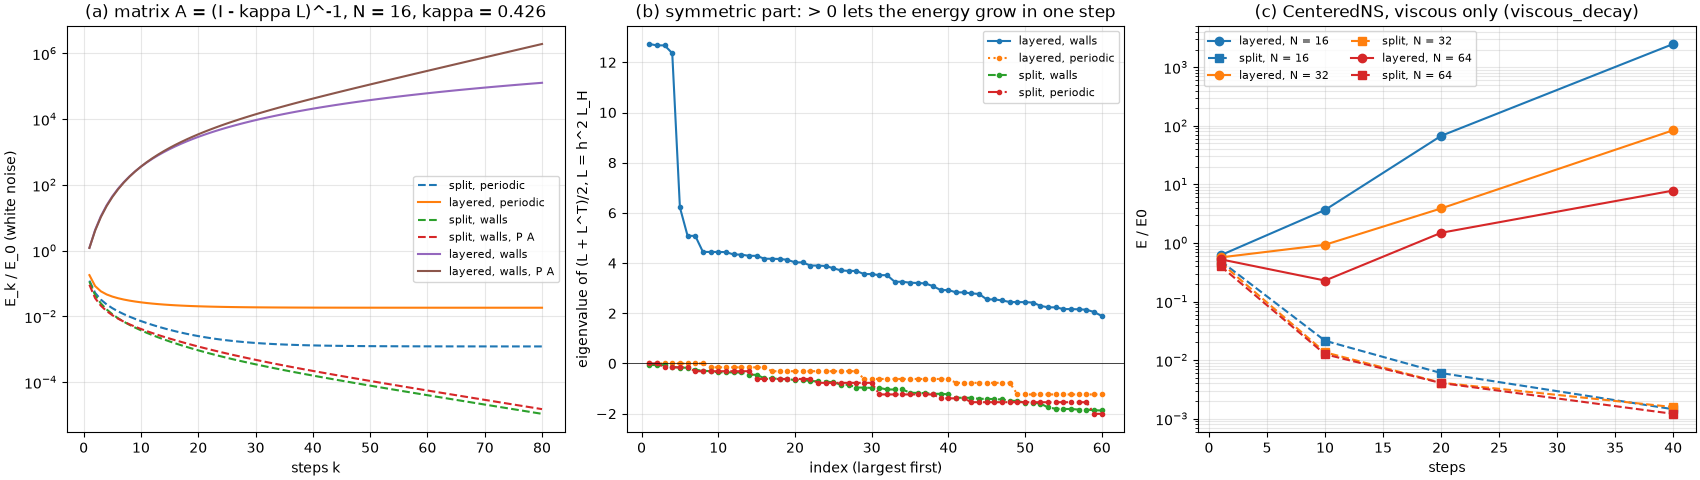 (a) matrix A = (I - kappa L)^-1, N = 16, kappa = 0.426
E_k / E_0 (white noise)
10^6
10^4
10^2
10^0
10^−2
10^−4
split, periodic
layered, periodic
split, walls
split, walls, P A
layered, walls
layered, walls, P A
0 10 20 30 40 50 60 70 80
steps k
(b) symmetric part: > 0 lets the energy grow in one step
eigenvalue of (L + L^T)/2, L = h^2 L_H
12
10
8
6
4
2
0
−2
layered, walls
layered, periodic
split, walls
split, periodic
0 10 20 30 40 50 60
index (largest first)
(c) CenteredNS, viscous only (viscous_decay)
E / E0
10^3
10^2
10^1
10^0
10^−1
10^−2
10^−3
layered, N = 16
split, N = 16
layered, N = 32
split, N = 32
layered, N = 64
split, N = 64
0 5 10 15 20 25 30 35 40
steps